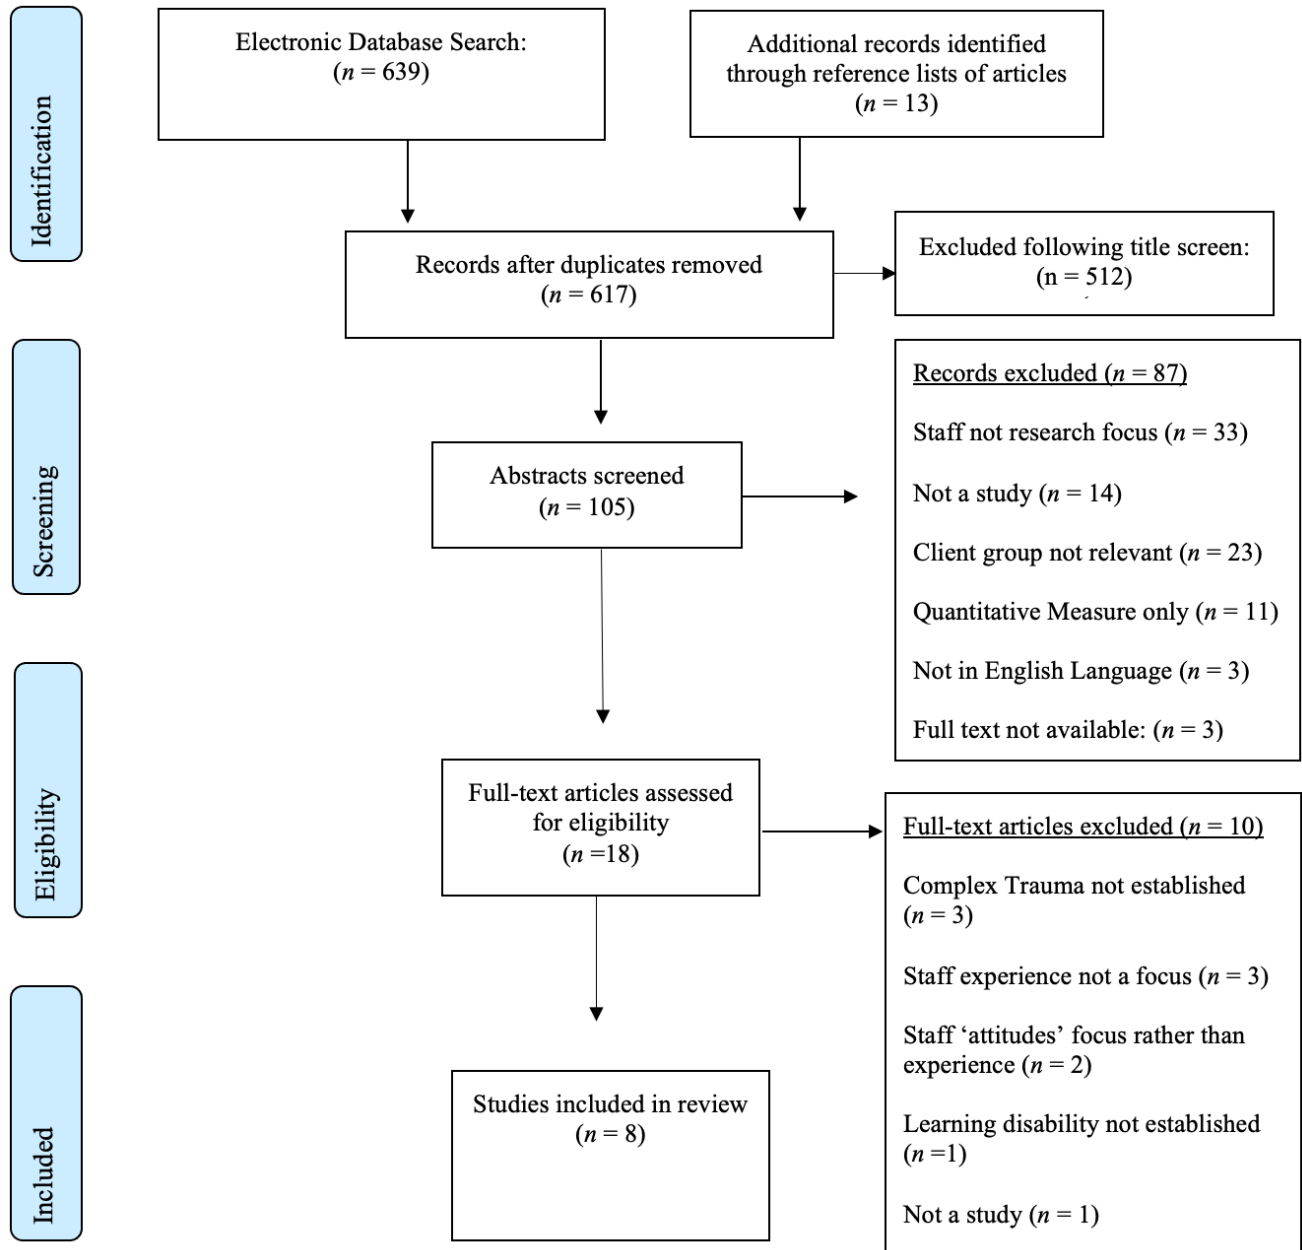 Identification
Electronic Database Search:
(n = 639)
Additional records identified
through reference lists of articles
(n = 13)
Records after duplicates removed
(n = 617)
Excluded following title screen:
(n = 512)
Screening
Abstracts screened
(n = 105)
Records excluded (n = 87)
Staff not research focus (n = 33)
Not a study (n = 14)
Client group not relevant (n = 23)
Quantitative Measure only (n = 11)
Not in English Language (n = 3)
Full text not available: (n = 3)
Eligibility
Full-text articles assessed
for eligibility
(n =18)
Full-text articles excluded (n = 10)
Complex Trauma not established
(n = 3)
Staff experience not a focus (n = 3)
Staff ‘attitudes’ focus rather than
experience (n = 2)
Learning disability not established
(n =1)
Not a study (n = 1)
Included
Studies included in review
(n = 8)